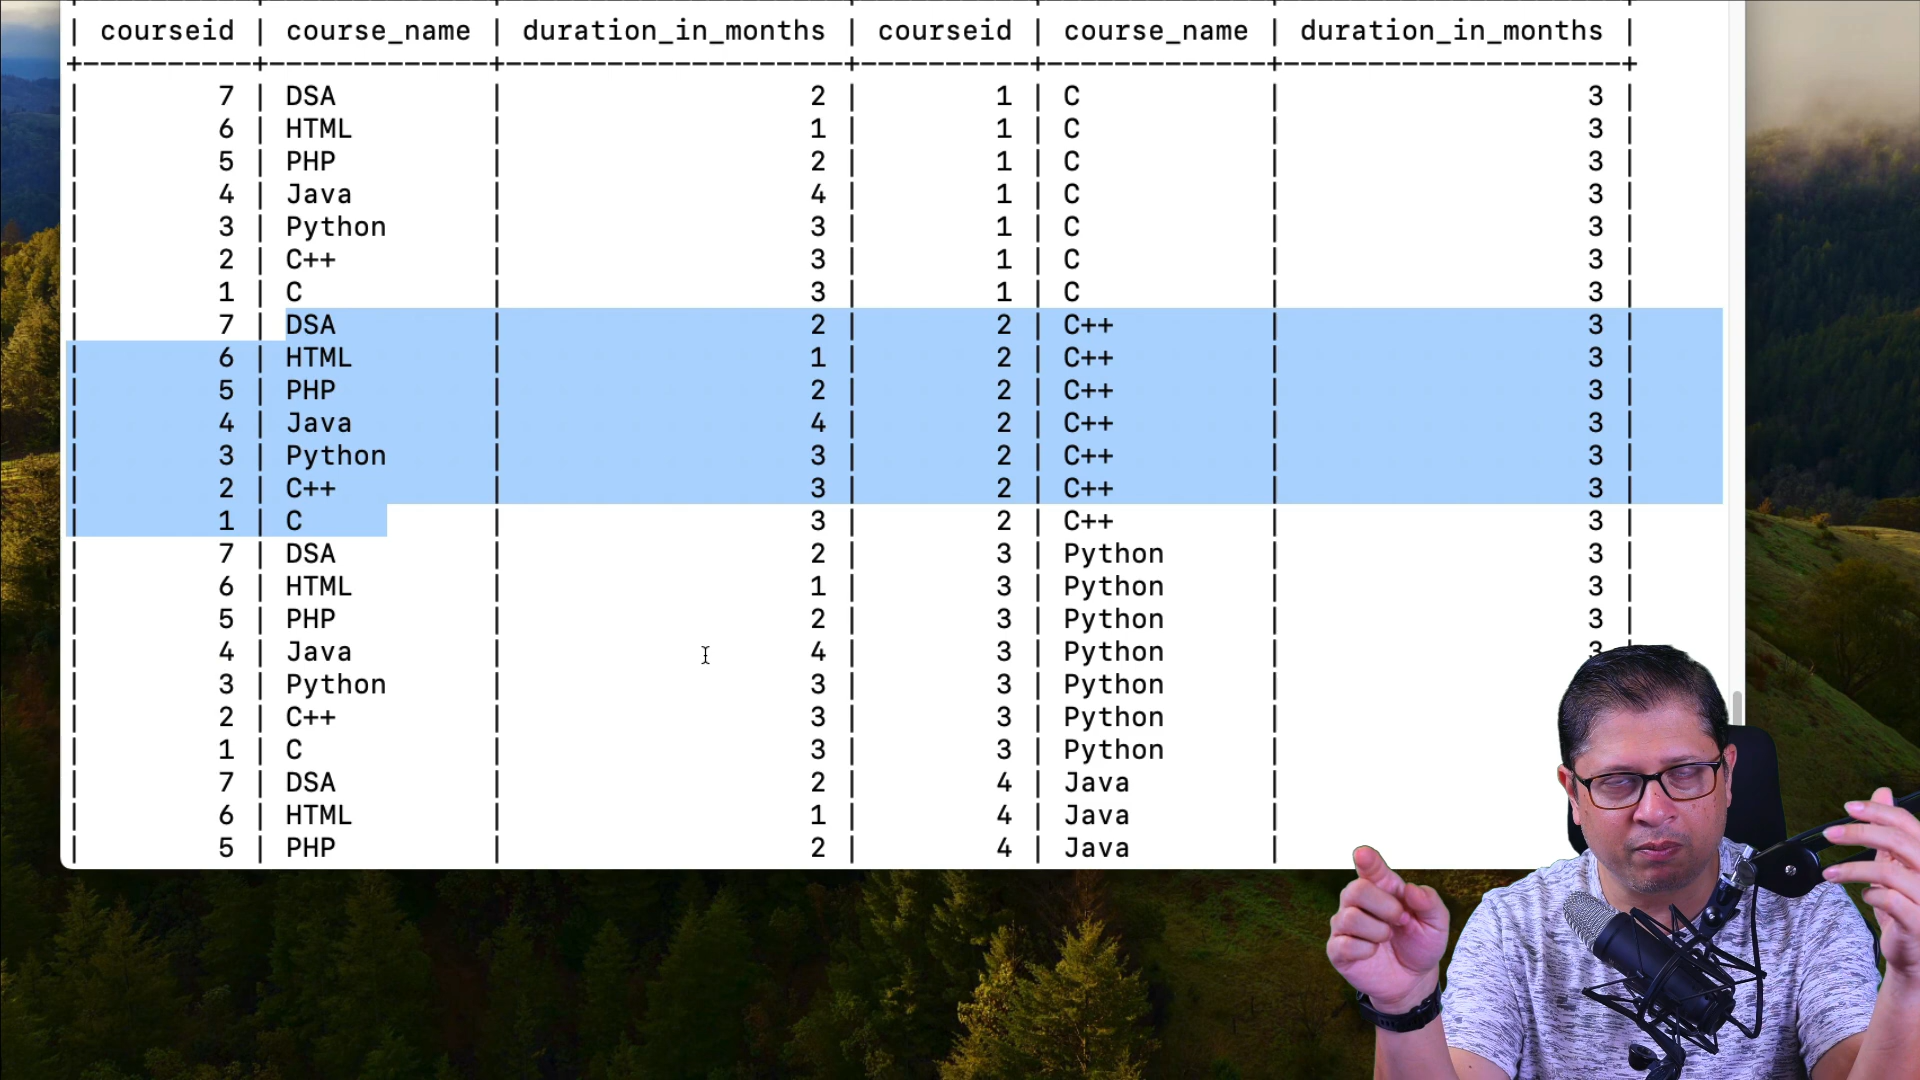 | courseid | course_name | duration_in_months | courseid | course_name | duration_in_months |
| 7 | DSA | 2 | 1 | C | 3 |
| 6 | HTML | 1 | 1 | C | 3 |
| 5 | PHP | 2 | 1 | C | 3 |
| 4 | Java | 4 | 1 | C | 3 |
| 3 | Python | 3 | 1 | C | 3 |
| 2 | C++ | 3 | 1 | C | 3 |
| 1 | C | 3 | 1 | C | 3 |
| 7 | DSA | 2 | 2 | C++ | 3 |
| 6 | HTML | 1 | 2 | C++ | 3 |
| 5 | PHP | 2 | 2 | C++ | 3 |
| 4 | Java | 4 | 2 | C++ | 3 |
| 3 | Python | 3 | 2 | C++ | 3 |
| 2 | C++ | 3 | 2 | C++ | 3 |
| 1 | C | 3 | 2 | C++ | 3 |
| 7 | DSA | 2 | 3 | Python | 3 |
| 6 | HTML | 1 | 3 | Python | 3 |
| 5 | PHP | 2 | 3 | Python | 3 |
| 4 | Java | 4 | 3 | Python | 3
| 3 | Python | 3 | 3 | Python |
| 2 | C++ | 3 | 3 | Python |
| 1 | C | 3 | 3 | Python |
| 7 | DSA | 2 | 4 | Java |
| 6 | HTML | 1 | 4 | Java |
| 5 | PHP | 2 | 4 | Java |